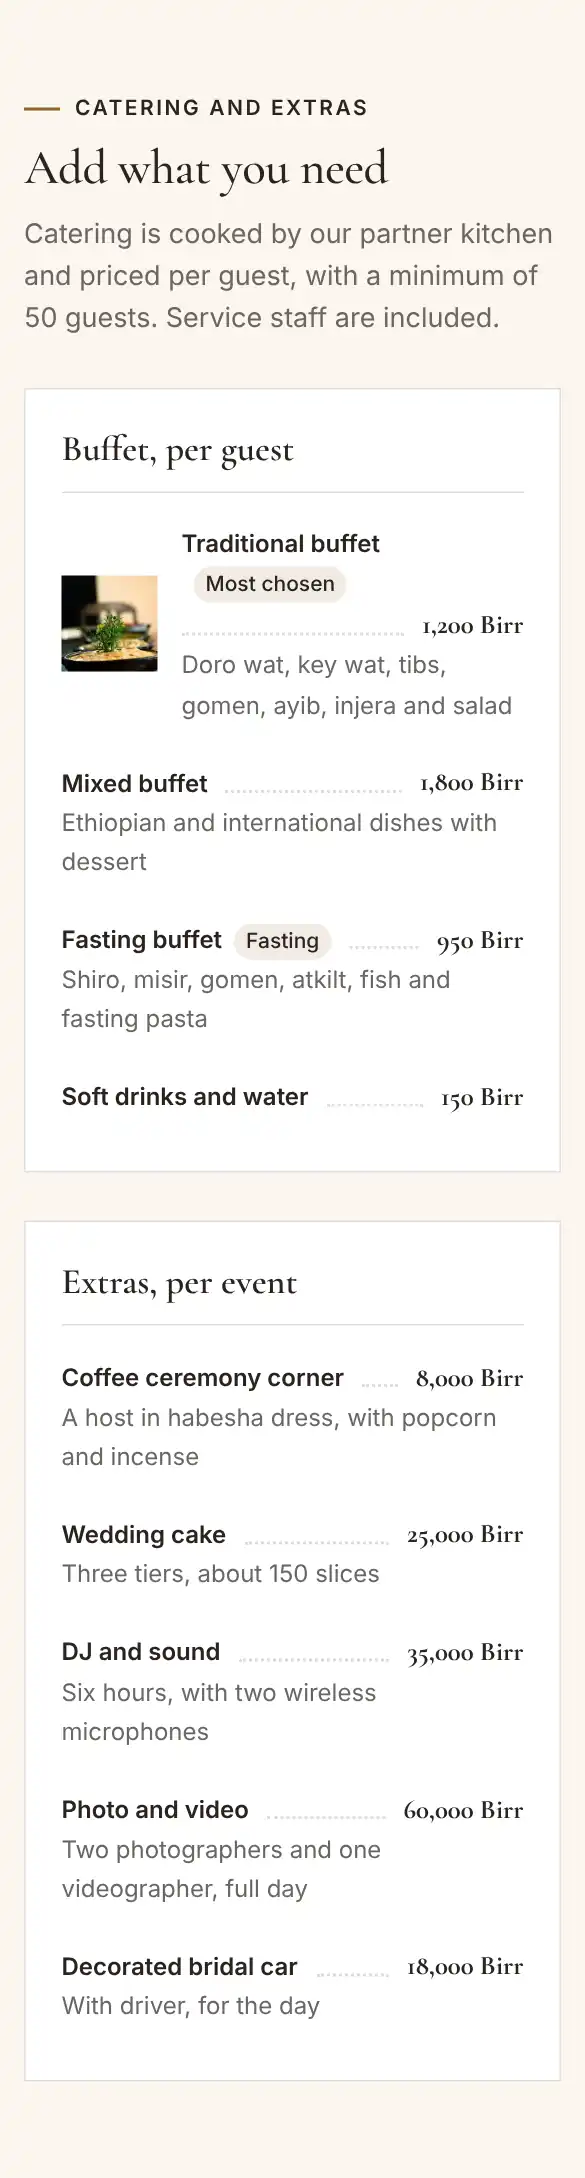 CATERING AND EXTRAS
Add what you need
Catering is cooked by our partner kitchen
and priced per guest, with a minimum of
50 guests. Service staff are included.
Buffet, per guest
Traditional buffet
Most chosen
1,200 Birr
Doro wat, key wat, tibs,
gomen, ayib, injera and salad
Mixed buffet 1,800 Birr
Ethiopian and international dishes with
dessert
Fasting buffet Fasting 950 Birr
Shiro, misir, gomen, atkilt, fish and
fasting pasta
Soft drinks and water 150 Birr
Extras, per event
Coffee ceremony corner 8,000 Birr
A host in habesha dress, with popcorn
and incense
Wedding cake 25,000 Birr
Three tiers, about 150 slices
DJ and sound 35,000 Birr
Six hours, with two wireless
microphones
Photo and video 60,000 Birr
Two photographers and one
videographer, full day
Decorated bridal car 18,000 Birr
With driver, for the day